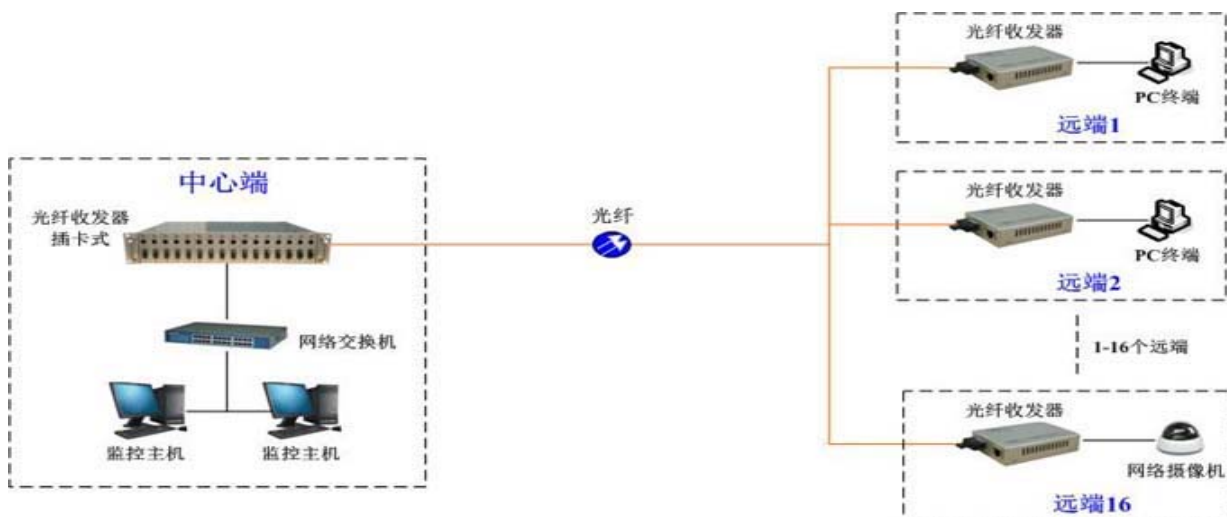 中心端
光纤收发器
插卡式
网络交换机
监控主机
监控主机
光纤
光纤收发器
PC终端
远端1
光纤收发器
PC终端
远端2
1-16个远端
光纤收发器
网络摄像机
远端16